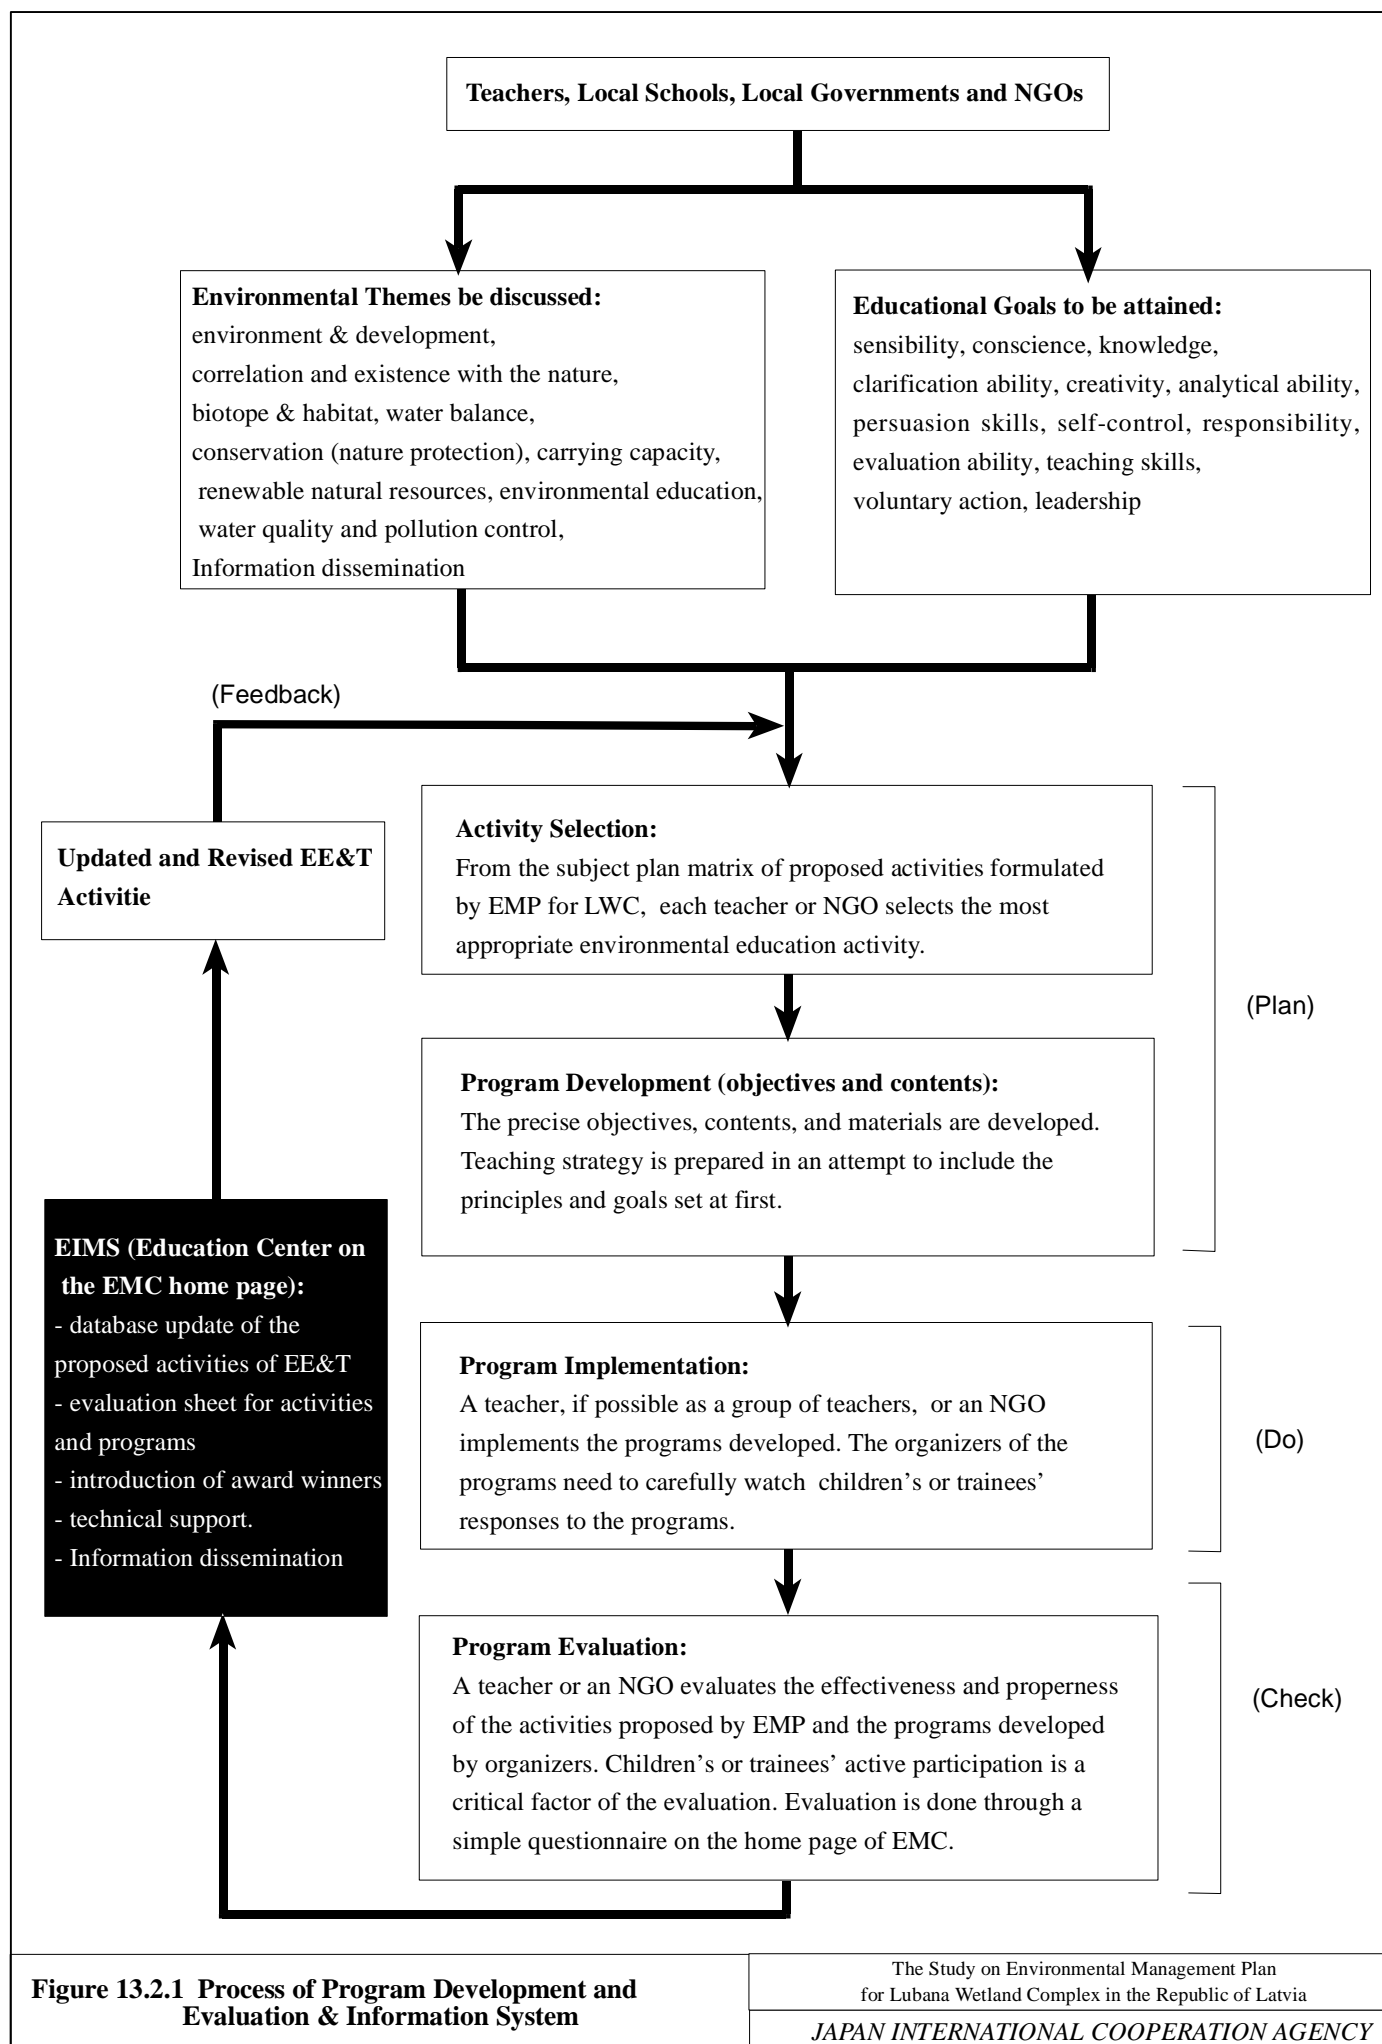 Teachers, Local Schools, Local Governments and NGOs
Environmental Themes be discussed:
environment & development,
correlation and existence with the nature,
biotope & habitat, water balance,
conservation (nature protection), carrying capacity,
renewable natural resources, environmental education,
water quality and pollution control,
Information dissemination
Educational Goals to be attained:
sensibility, conscience, knowledge,
clarification ability, creativity, analytical ability,
persuasion skills, self-control, responsibility,
evaluation ability, teaching skills,
voluntary action, leadership
(Feedback)
Updated and Revised EE&T
Activitie
Activity Selection:
From the subject plan matrix of proposed activities formulated
by EMP for LWC, each teacher or NGO selects the most
appropriate environmental education activity.
(Plan)
Program Development (objectives and contents):
The precise objectives, contents, and materials are developed.
Teaching strategy is prepared in an attempt to include the
principles and goals set at first.
EIMS (Education Center on
the EMC home page):
- database update of the
proposed activities of EE&T
- evaluation sheet for activities
and programs
- introduction of award winners
- technical support.
- Information dissemination
Program Implementation:
A teacher, if possible as a group of teachers, or an NGO
implements the programs developed. The organizers of the
programs need to carefully watch children’s or trainees’
responses to the programs.
(Do)
Program Evaluation:
A teacher or an NGO evaluates the effectiveness and properness
of the activities proposed by EMP and the programs developed
by organizers. Children’s or trainees’ active participation is a
critical factor of the evaluation. Evaluation is done through a
simple questionnaire on the home page of EMC.
(Check)
Figure 13.2.1 Process of Program Development and
Evaluation & Information System
The Study on Environmental Management Plan
for Lubana Wetland Complex in the Republic of Latvia
JAPAN INTERNATIONAL COOPERATION AGENCY